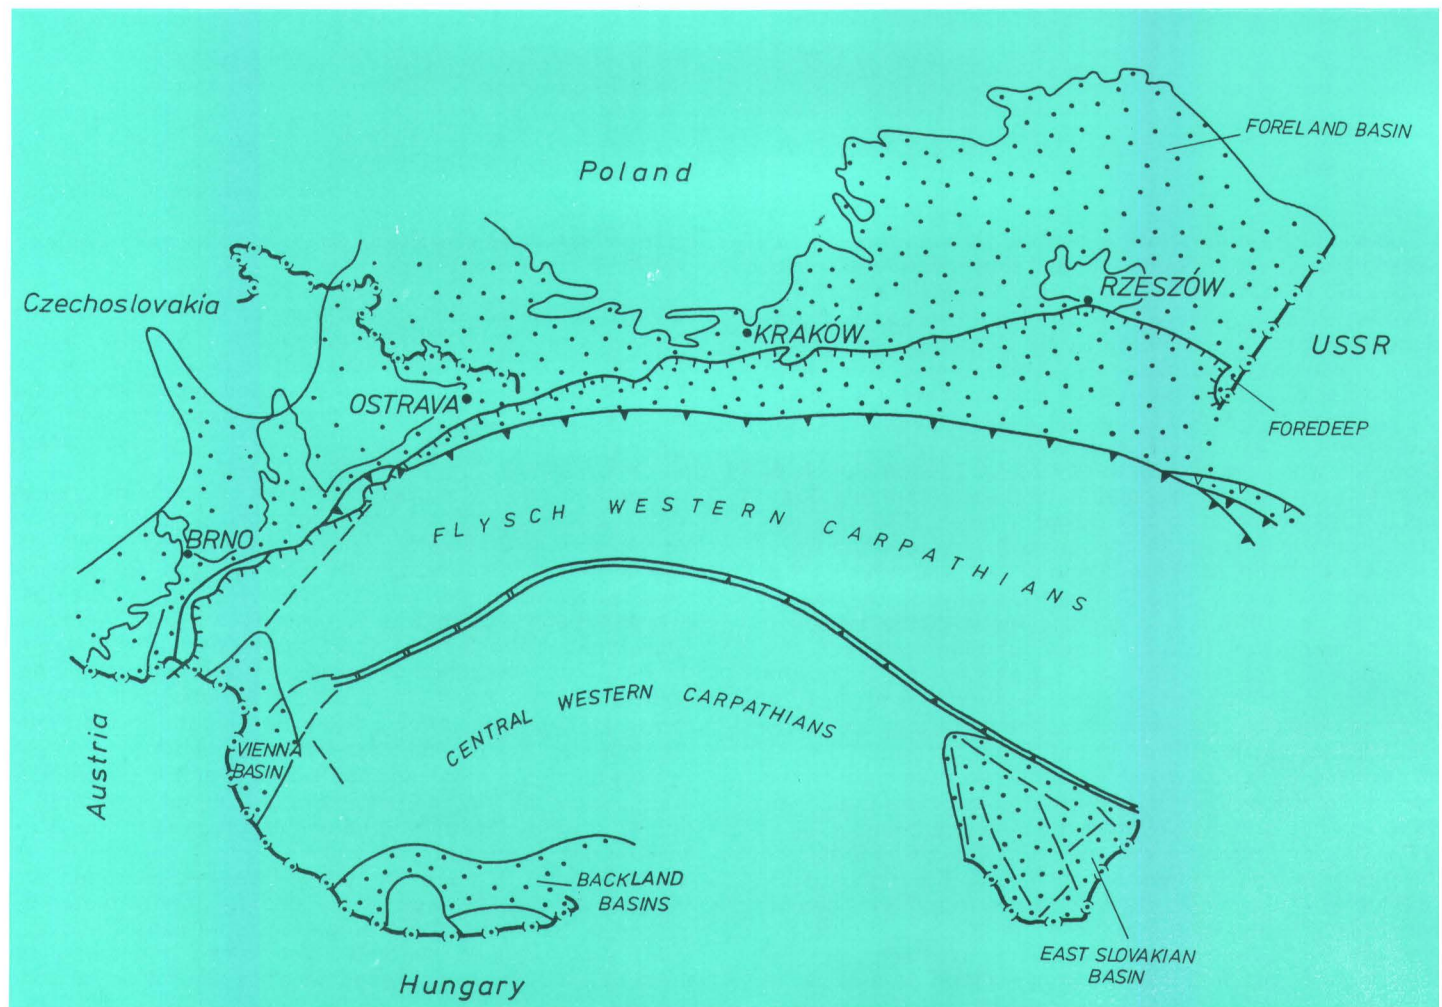 FORELAND BASIN
Poland
Czechoslovakia
RZESZÓW
KRAKÓW
USSR
OSTRAVA
FOREDEEP
FLYSCH WESTERN CARPATHIANS
BRNO
CENTRAL WESTERN CARPATHIANS
Austria
VIENNA
BASIN
BACKLAND
BASINS
EAST SLOVAKIAN
BASIN
Hungary